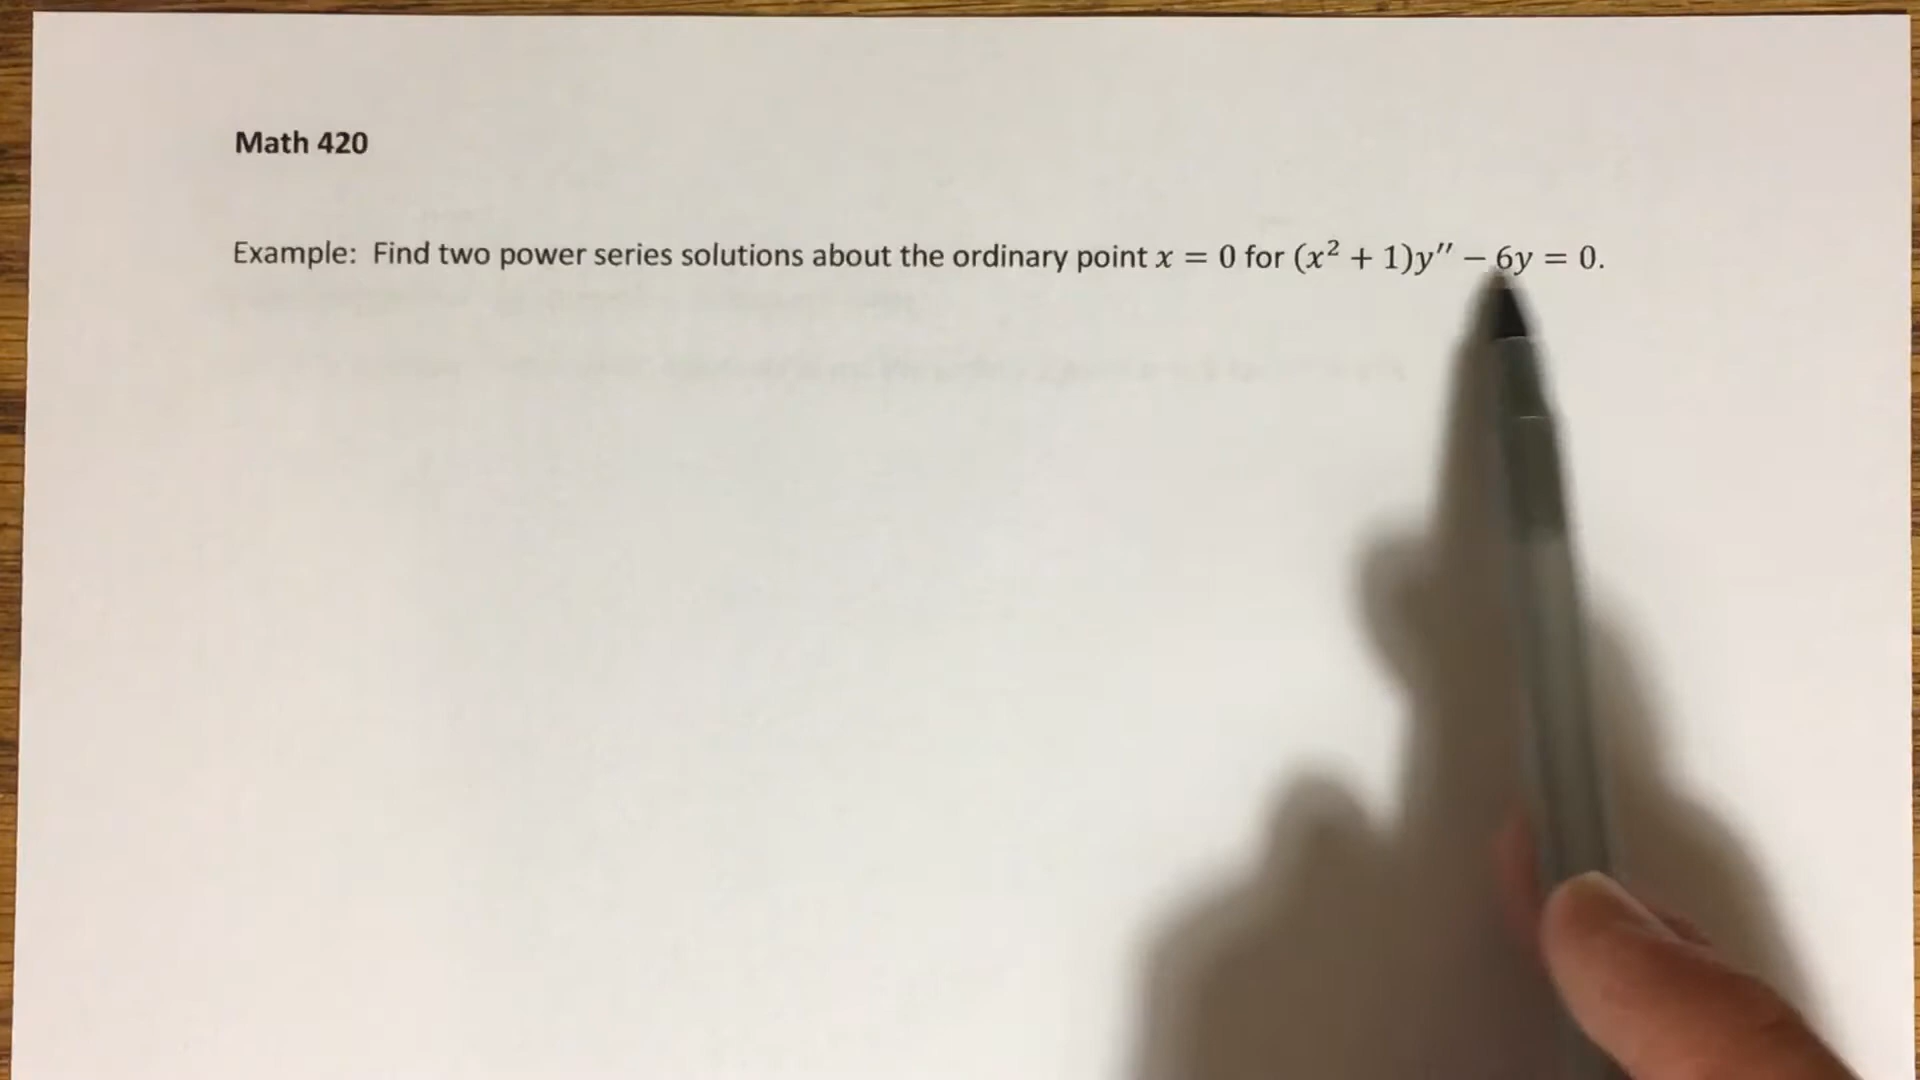 Math 420
Example: Find two power series solutions about the ordinary point x = 0 for (x² + 1)y″ − 6y = 0.